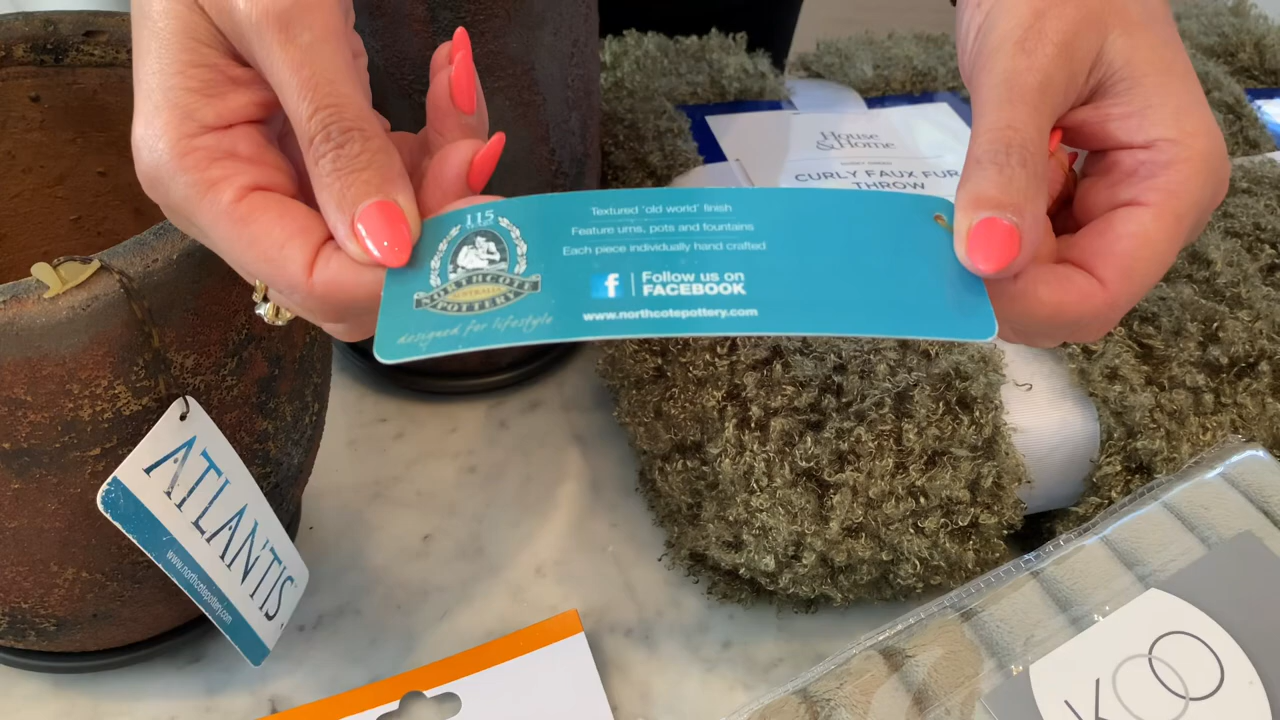 115
NORTHCOTE
AUSTRALIA
POTTERY
designed for lifestyle
Textured 'old world' finish
Feature urns, pots and fountains
Each piece individually hand crafted
f
Follow us on
FACEBOOK
www.northcotepottery.com
House
& Home
CURLY FAUX FUR
THROW
ATLANTIS
www.northcotepottery.com
KOO